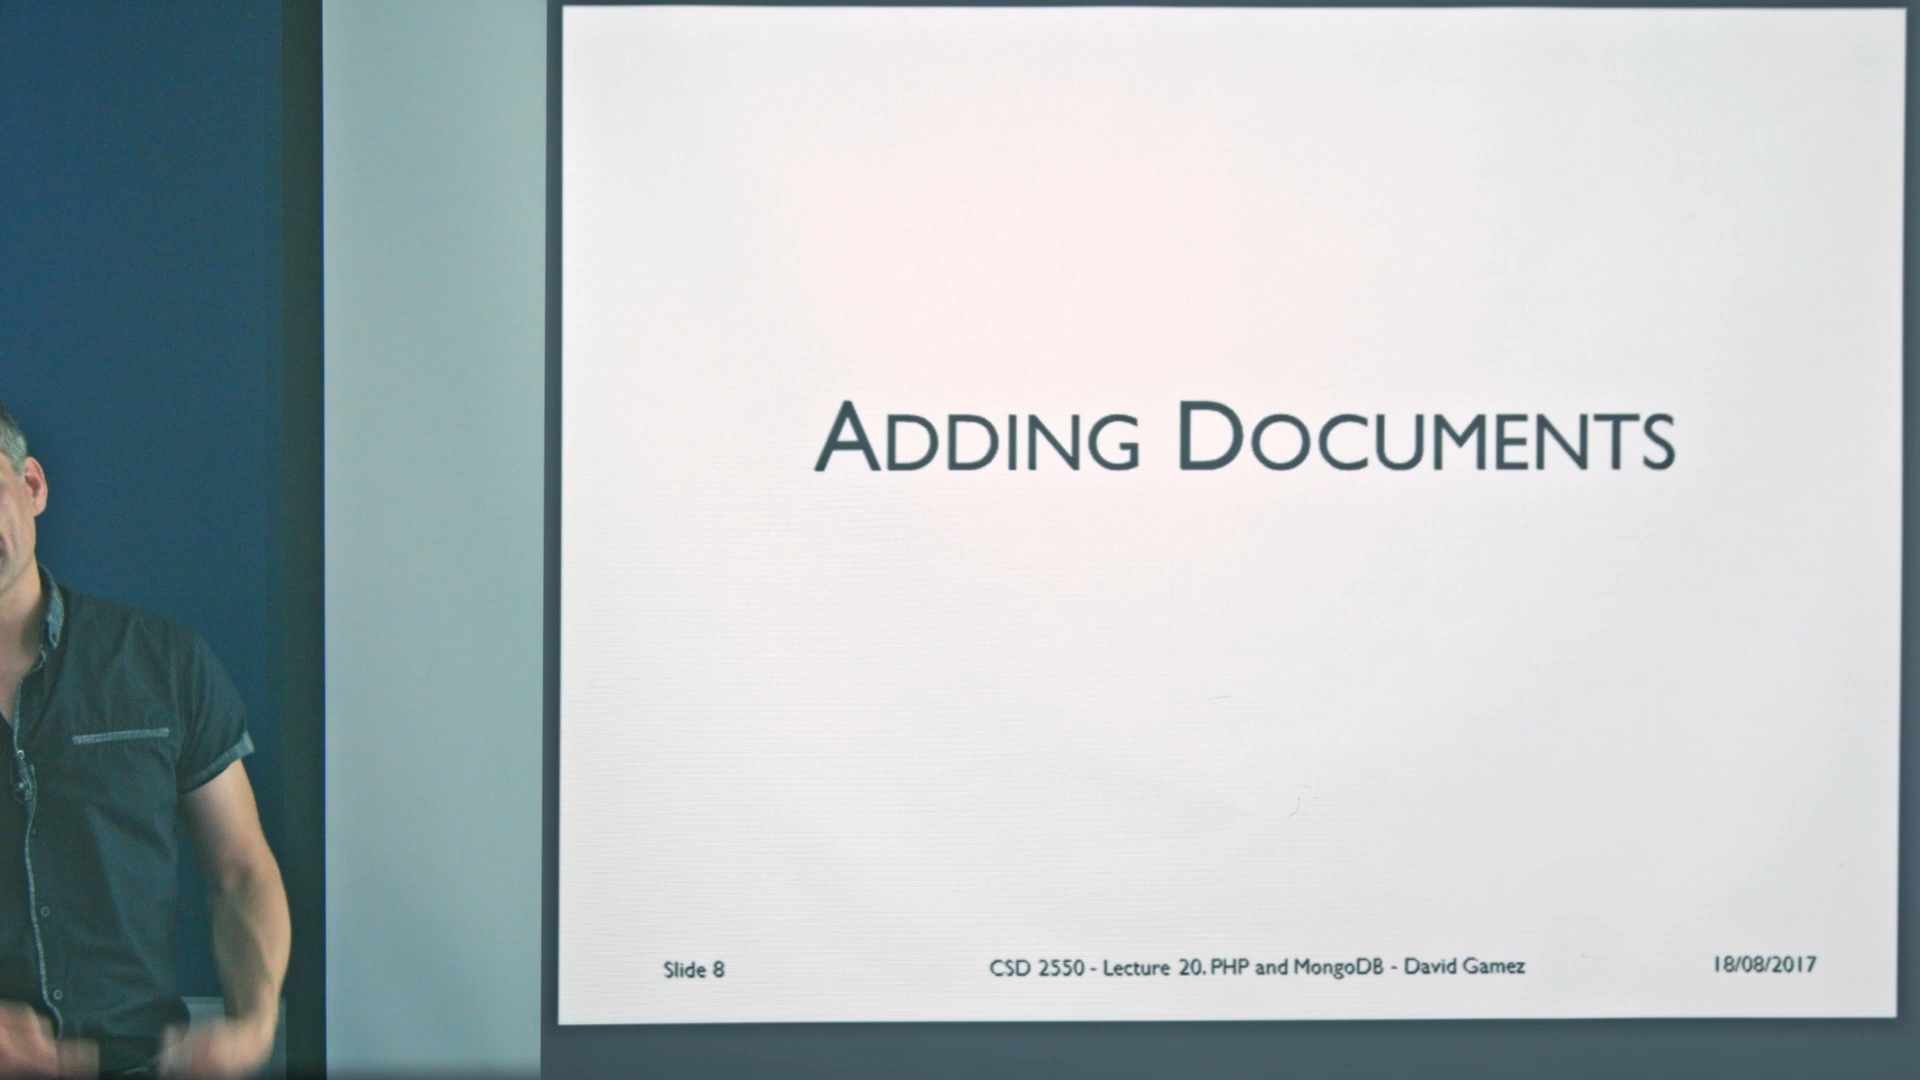 ADDING DOCUMENTS
Slide 8
CSD 2550 - Lecture 20. PHP and MongoDB - David Gamez
18/08/2017